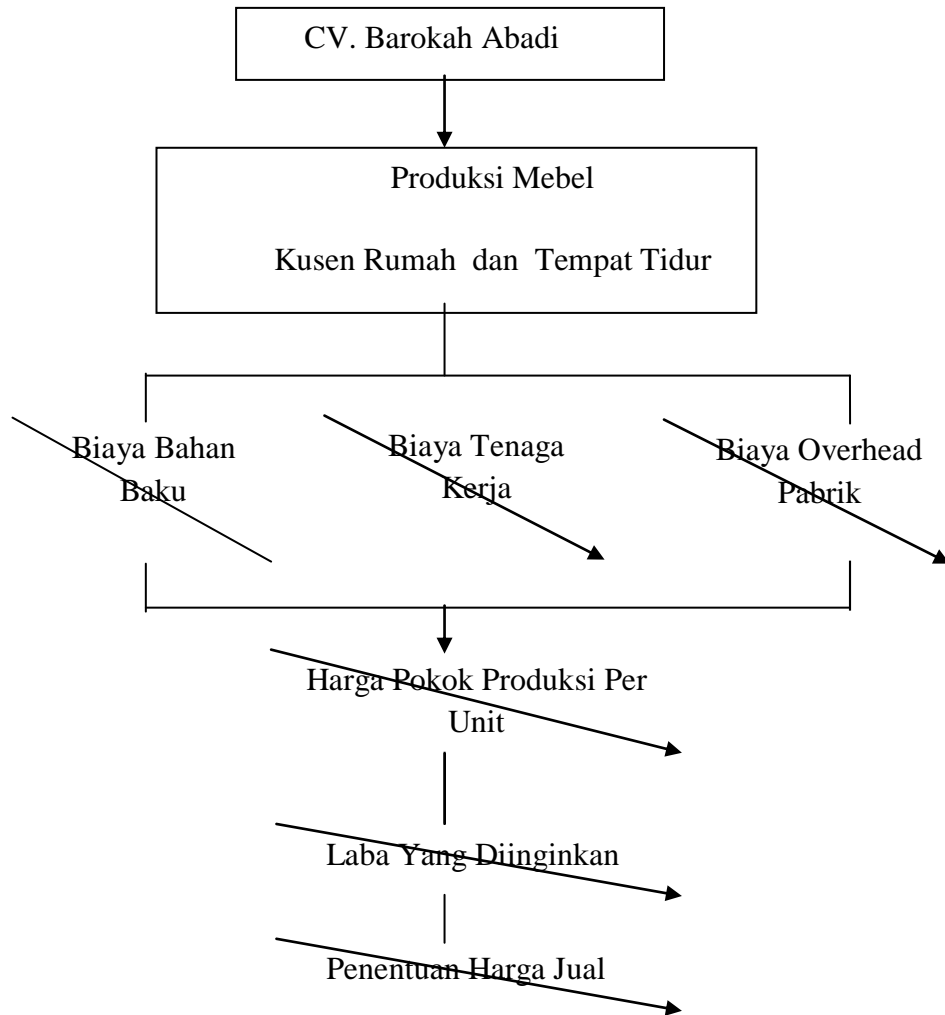 CV. Barokah Abadi
Produksi Mebel
Kusen Rumah dan Tempat Tidur
Biaya Bahan
Baku
Biaya Tenaga
Kerja
Biaya Overhead
Pabrik
Harga Pokok Produksi Per
Unit
Laba Yang Diinginkan
Penentuan Harga Jual